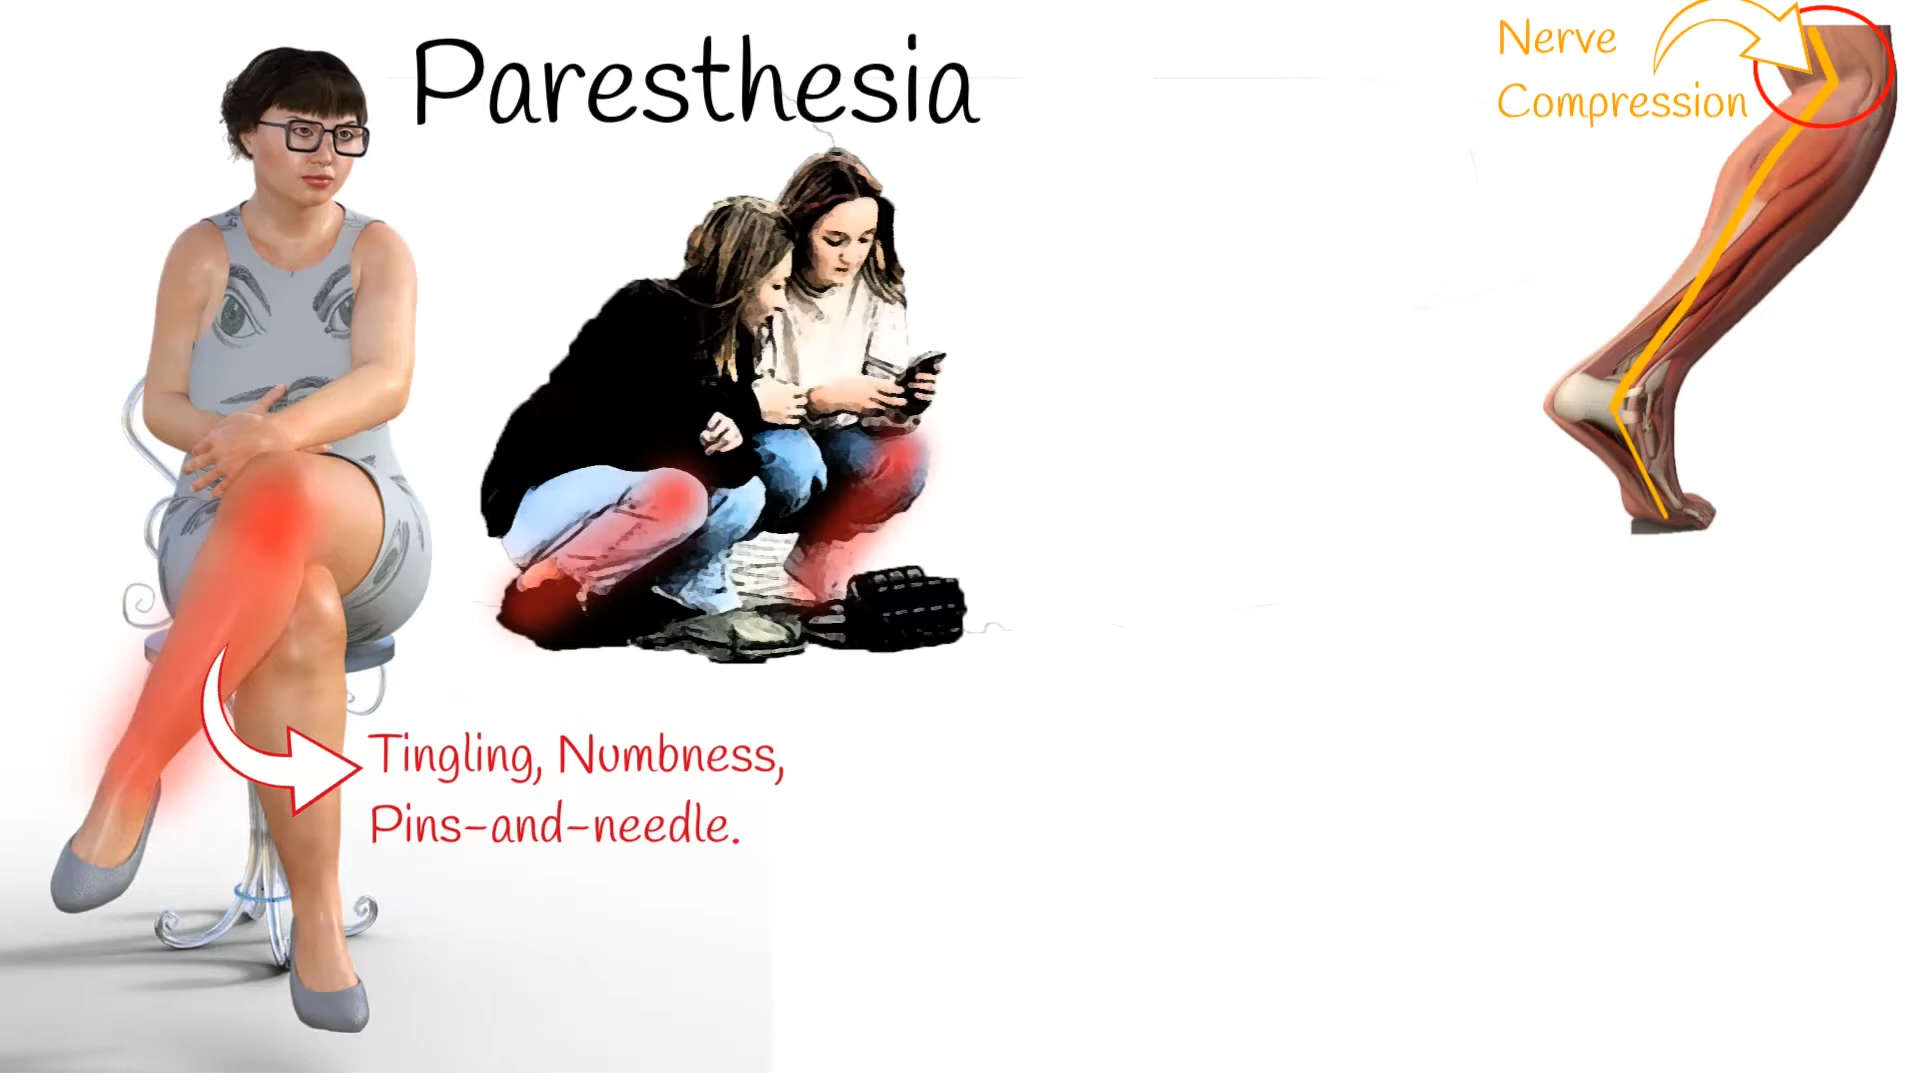 Paresthesia
Nerve
Compression
Tingling, Numbness,
Pins-and-needle.